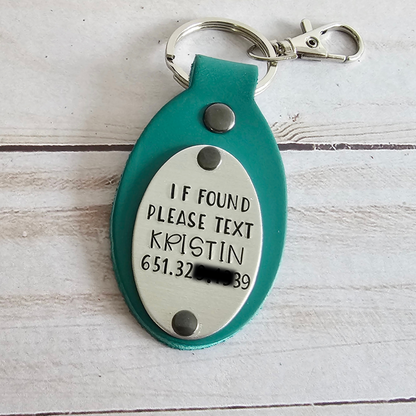 IF FOUND
PLEASE TEXT
KRISTIN
651.32 39